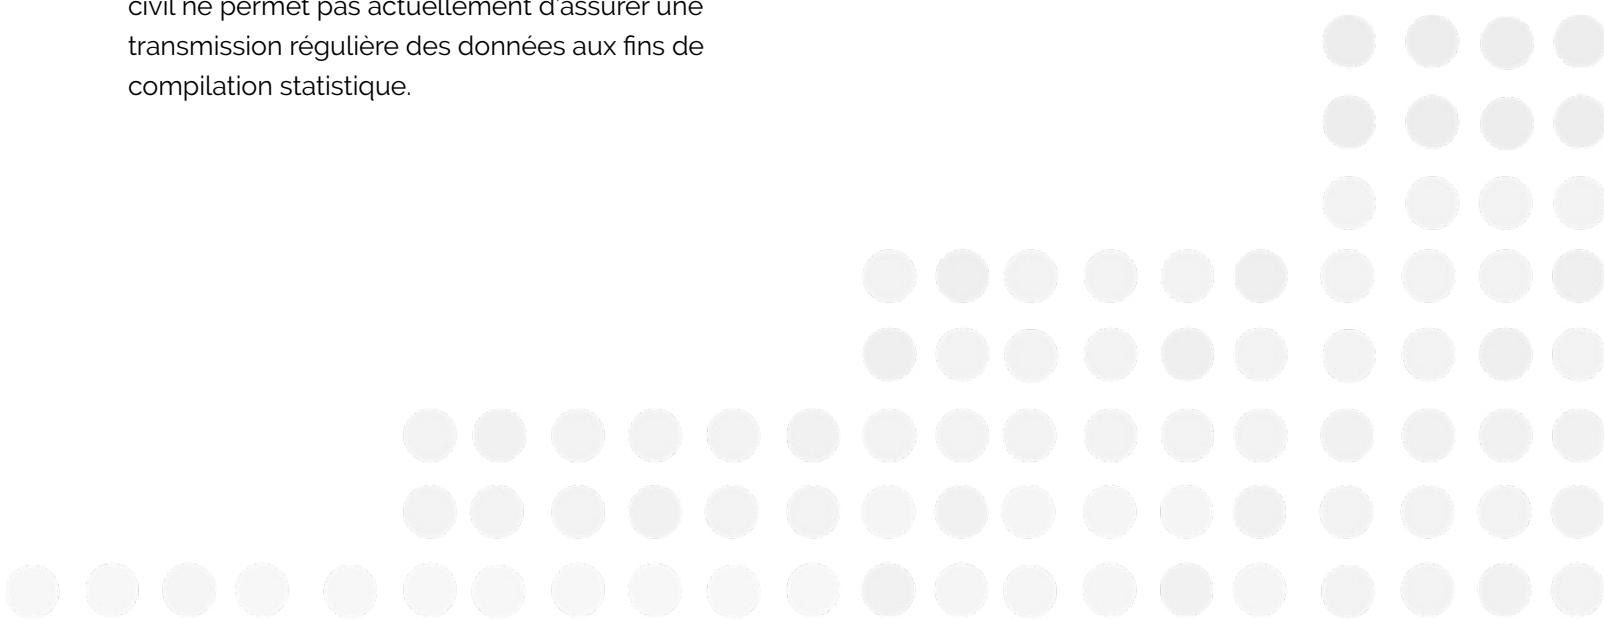 civil ne permet pas actuellement d'assurer une
transmission régulière des données aux fins de
compilation statistique.